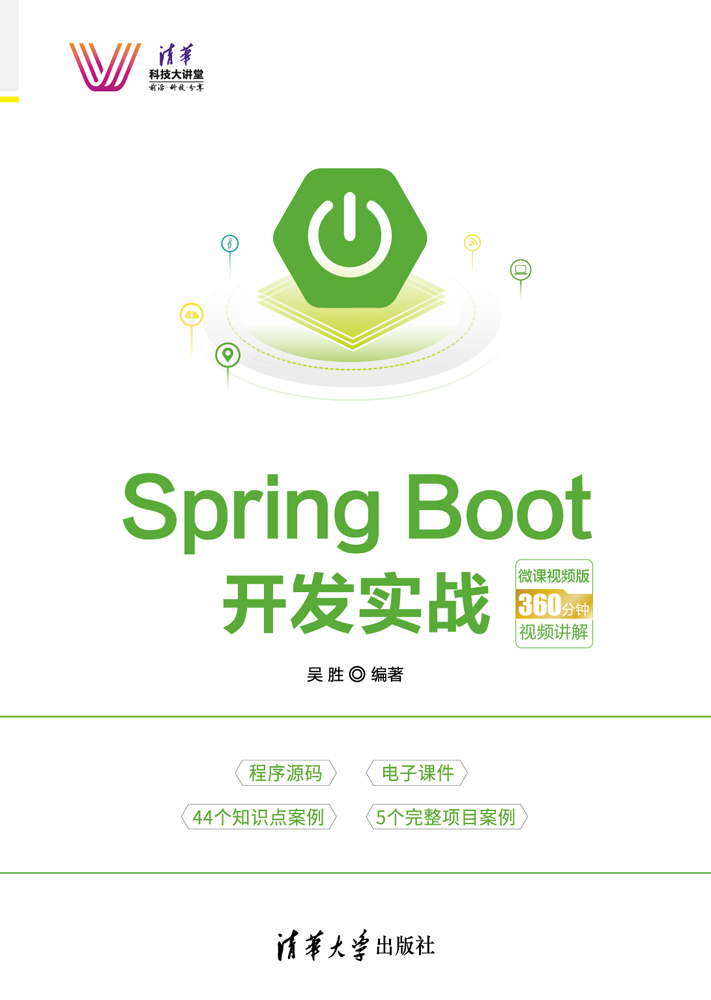 清华
科技大讲堂
前沿·科技·分享
Spring Boot
开发实战
微课视频版
360分钟
视频讲解
吴胜 ◎ 编著
程序源码
电子课件
44个知识点案例
5个完整项目案例
清华大学出版社